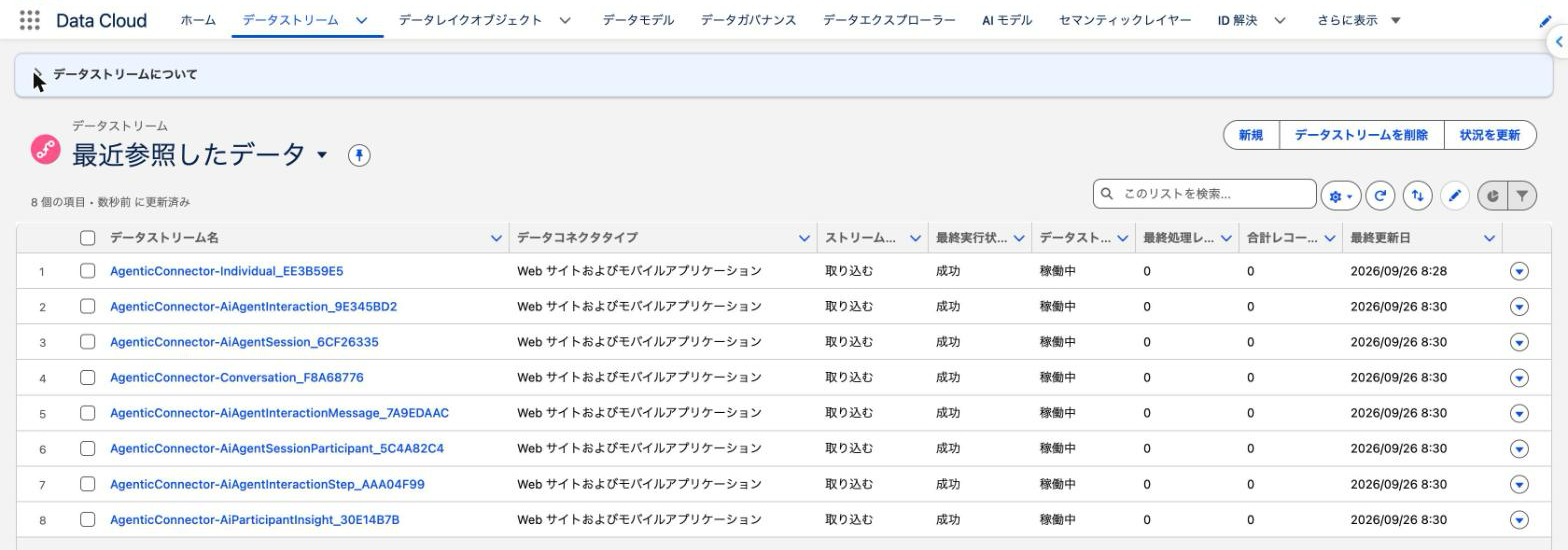 Data Cloud ホーム データストリーム データレイクオブジェクト データモデル データガバナンス データエクスプローラー AI モデル セマンティックレイヤー ID 解決 さらに表示
データストリームについて
データストリーム
最近参照したデータ
新規 データストリームを削除 状況を更新
8 個の項目・数秒前 に更新済み
このリストを検索...
データストリーム名 データコネクタタイプ ストリーム... 最終実行状... データスト... 最終処理レ... 合計レコー... 最終更新日
1 AgenticConnector-Individual_EE3B59E5 Web サイトおよびモバイルアプリケーション 取り込む 成功 稼働中 0 0 2026/09/26 8:28
2 AgenticConnector-AiAgentInteraction_9E345BD2 Web サイトおよびモバイルアプリケーション 取り込む 成功 稼働中 0 0 2026/09/26 8:30
3 AgenticConnector-AiAgentSession_6CF26335 Web サイトおよびモバイルアプリケーション 取り込む 成功 稼働中 0 0 2026/09/26 8:30
4 AgenticConnector-Conversation_F8A68776 Web サイトおよびモバイルアプリケーション 取り込む 成功 稼働中 0 0 2026/09/26 8:30
5 AgenticConnector-AiAgentInteractionMessage_7A9EDAAC Web サイトおよびモバイルアプリケーション 取り込む 成功 稼働中 0 0 2026/09/26 8:30
6 AgenticConnector-AiAgentSessionParticipant_5C4A82C4 Web サイトおよびモバイルアプリケーション 取り込む 成功 稼働中 0 0 2026/09/26 8:30
7 AgenticConnector-AiAgentInteractionStep_AAA04F99 Web サイトおよびモバイルアプリケーション 取り込む 成功 稼働中 0 0 2026/09/26 8:30
8 AgenticConnector-AiParticipantInsight_30E14B7B Web サイトおよびモバイルアプリケーション 取り込む 成功 稼働中 0 0 2026/09/26 8:30